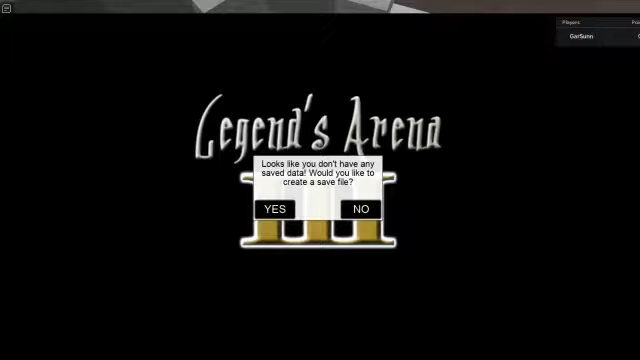 Players
GarSunn
Legend's Arena
III
Looks like you don't have any
saved data! Would you like to
create a save file?
YES NO